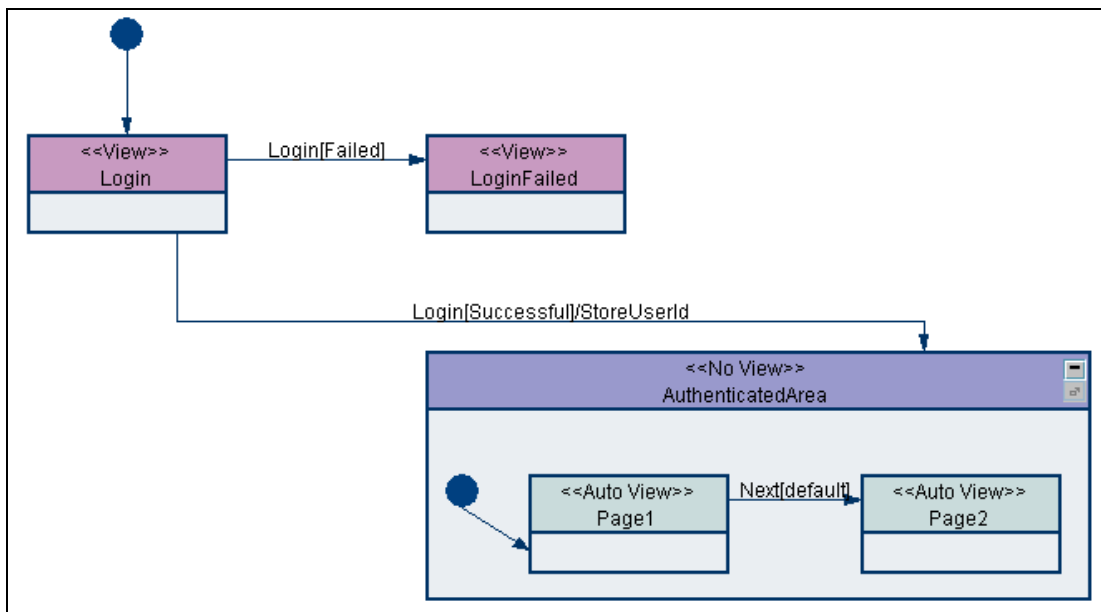 <<View>>
Login
Login[Failed]
<<View>>
LoginFailed
Login[Successful]/StoreUserId
<<No View>>
AuthenticatedArea
<<Auto View>>
Page1
Next[default]
<<Auto View>>
Page2